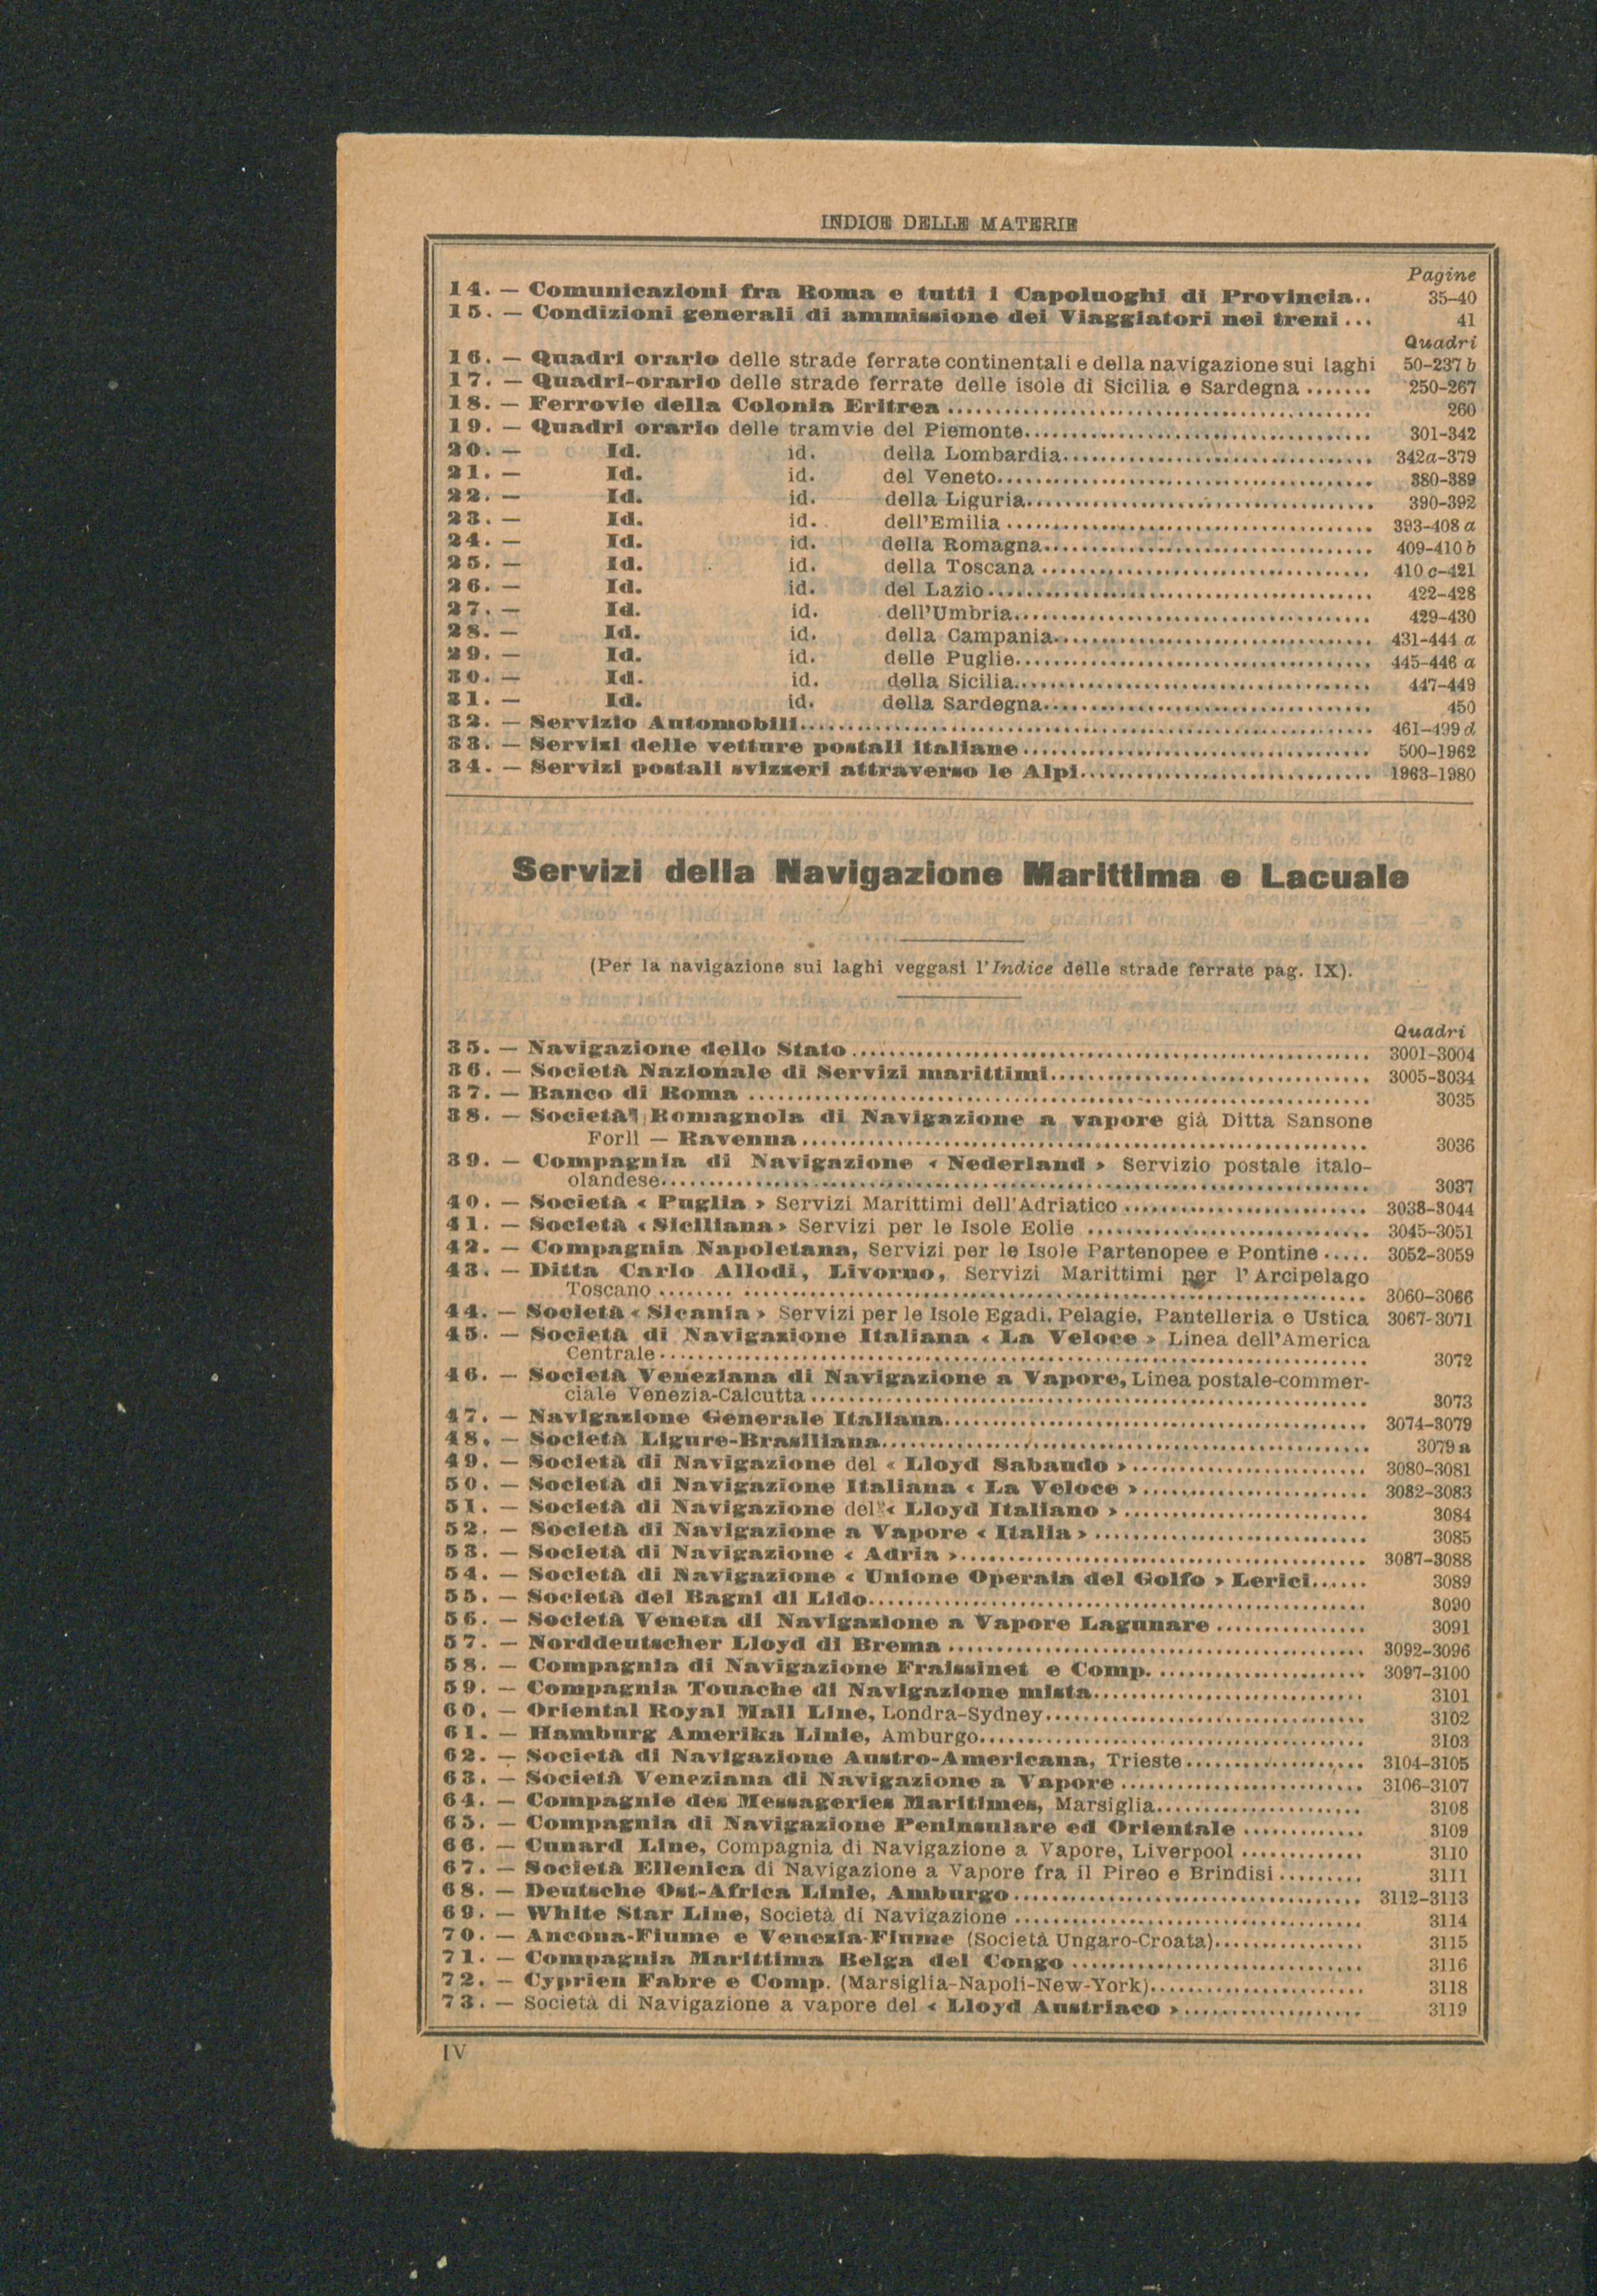 INDICE DELLE MATERIE
Pagine
14. — Comunicazioni fra Roma e tutti i Capoluoghi di Provincia.. 35-40
15. — Condizioni generali di ammissione dei Viaggiatori nei treni... 41
Quadri
16. — Quadri orario delle strade ferrate continentali e della navigazione sui laghi 50-237 b
17. — Quadri-orario delle strade ferrate delle isole di Sicilia e Sardegna ....... 250-267
18. — Ferrovie della Colonia Eritrea ....... 260
19. — Quadri orario delle tramvie del Piemonte....... 301-342
20. — Id. id. della Lombardia....... 342a-379
21. — Id. id. del Veneto....... 380-389
22. — Id. id. della Liguria....... 390-392
23. — Id. id. dell'Emilia ....... 393-408 a
24. — Id. id. della Romagna....... 409-410 b
25. — Id. id. della Toscana ....... 410 c-421
26. — Id. id. del Lazio....... 422-428
27. — Id. id. dell'Umbria....... 429-430
28. — Id. id. della Campania....... 431-444 a
29. — Id. id. delle Puglie....... 445-446 a
30. — Id. id. della Sicilia....... 447-449
31. — Id. id. della Sardegna....... 450
32. — Servizio Automobili....... 461-499 d
33. — Servizi delle vetture postali italiane....... 500-1962
34. — Servizi postali svizzeri attraverso le Alpi....... 1963-1980
Servizi della Navigazione Marittima e Lacuale
(Per la navigazione sui laghi veggasi l'Indice delle strade ferrate pag. IX).
Quadri
35. — Navigazione dello Stato ....... 3001-3004
36. — Società Nazionale di Servizi marittimi....... 3005-3034
37. — Banco di Roma ....... 3035
38. — Società Romagnola di Navigazione a vapore già Ditta Sansone
Forlì — Ravenna....... 3036
39. — Compagnia di Navigazione « Nederland » Servizio postale italo-
olandese....... 3037
40. — Società « Puglia » Servizi Marittimi dell'Adriatico ....... 3038-3044
41. — Società « Siciliana » Servizi per le Isole Eolie ....... 3045-3051
42. — Compagnia Napoletana, Servizi per le Isole Partenopee e Pontine ..... 3052-3059
43. — Ditta Carlo Allodi, Livorno, Servizi Marittimi per l'Arcipelago
Toscano ....... 3060-3066
44. — Società « Sicania » Servizi per le Isole Egadi, Pelagie, Pantelleria e Ustica 3067-3071
45. — Società di Navigazione Italiana « La Veloce » Linea dell'America
Centrale....... 3072
46. — Società Veneziana di Navigazione a Vapore, Linea postale-commer-
ciale Venezia-Calcutta ....... 3073
47. — Navigazione Generale Italiana....... 3074-3079
48. — Società Ligure-Brasiliana....... 3079 a
49. — Società di Navigazione del « Lloyd Sabaudo »....... 3080-3081
50. — Società di Navigazione Italiana « La Veloce »....... 3082-3083
51. — Società di Navigazione del « Lloyd Italiano »....... 3084
52. — Società di Navigazione a Vapore « Italia »....... 3085
53. — Società di Navigazione « Adria »....... 3087-3088
54. — Società di Navigazione « Unione Operaia del Golfo » Lerici...... 3089
55. — Società dei Bagni di Lido....... 3090
56. — Società Veneta di Navigazione a Vapore Lagunare ....... 3091
57. — Norddeutscher Lloyd di Brema ....... 3092-3096
58. — Compagnia di Navigazione Fraissinet e Comp. ....... 3097-3100
59. — Compagnia Touache di Navigazione mista....... 3101
60. — Oriental Royal Mail Line, Londra-Sydney....... 3102
61. — Hamburg Amerika Linie, Amburgo....... 3103
62. — Società di Navigazione Austro-Americana, Trieste....... 3104-3105
63. — Società Veneziana di Navigazione a Vapore ....... 3106-3107
64. — Compagnie des Messageries Maritimes, Marsiglia....... 3108
65. — Compagnia di Navigazione Peninsulare ed Orientale ....... 3109
66. — Cunard Line, Compagnia di Navigazione a Vapore, Liverpool ....... 3110
67. — Società Ellenica di Navigazione a Vapore fra il Pireo e Brindisi ....... 3111
68. — Deutsche Ost-Africa Linie, Amburgo....... 3112-3113
69. — White Star Line, Società di Navigazione ....... 3114
70. — Ancona-Fiume e Venezia-Fiume (Società Ungaro-Croata)....... 3115
71. — Compagnia Marittima Belga del Congo ....... 3116
72. — Cyprien Fabre e Comp. (Marsiglia-Napoli-New-York)....... 3118
73. — Società di Navigazione a vapore del « Lloyd Austriaco »....... 3119
IV